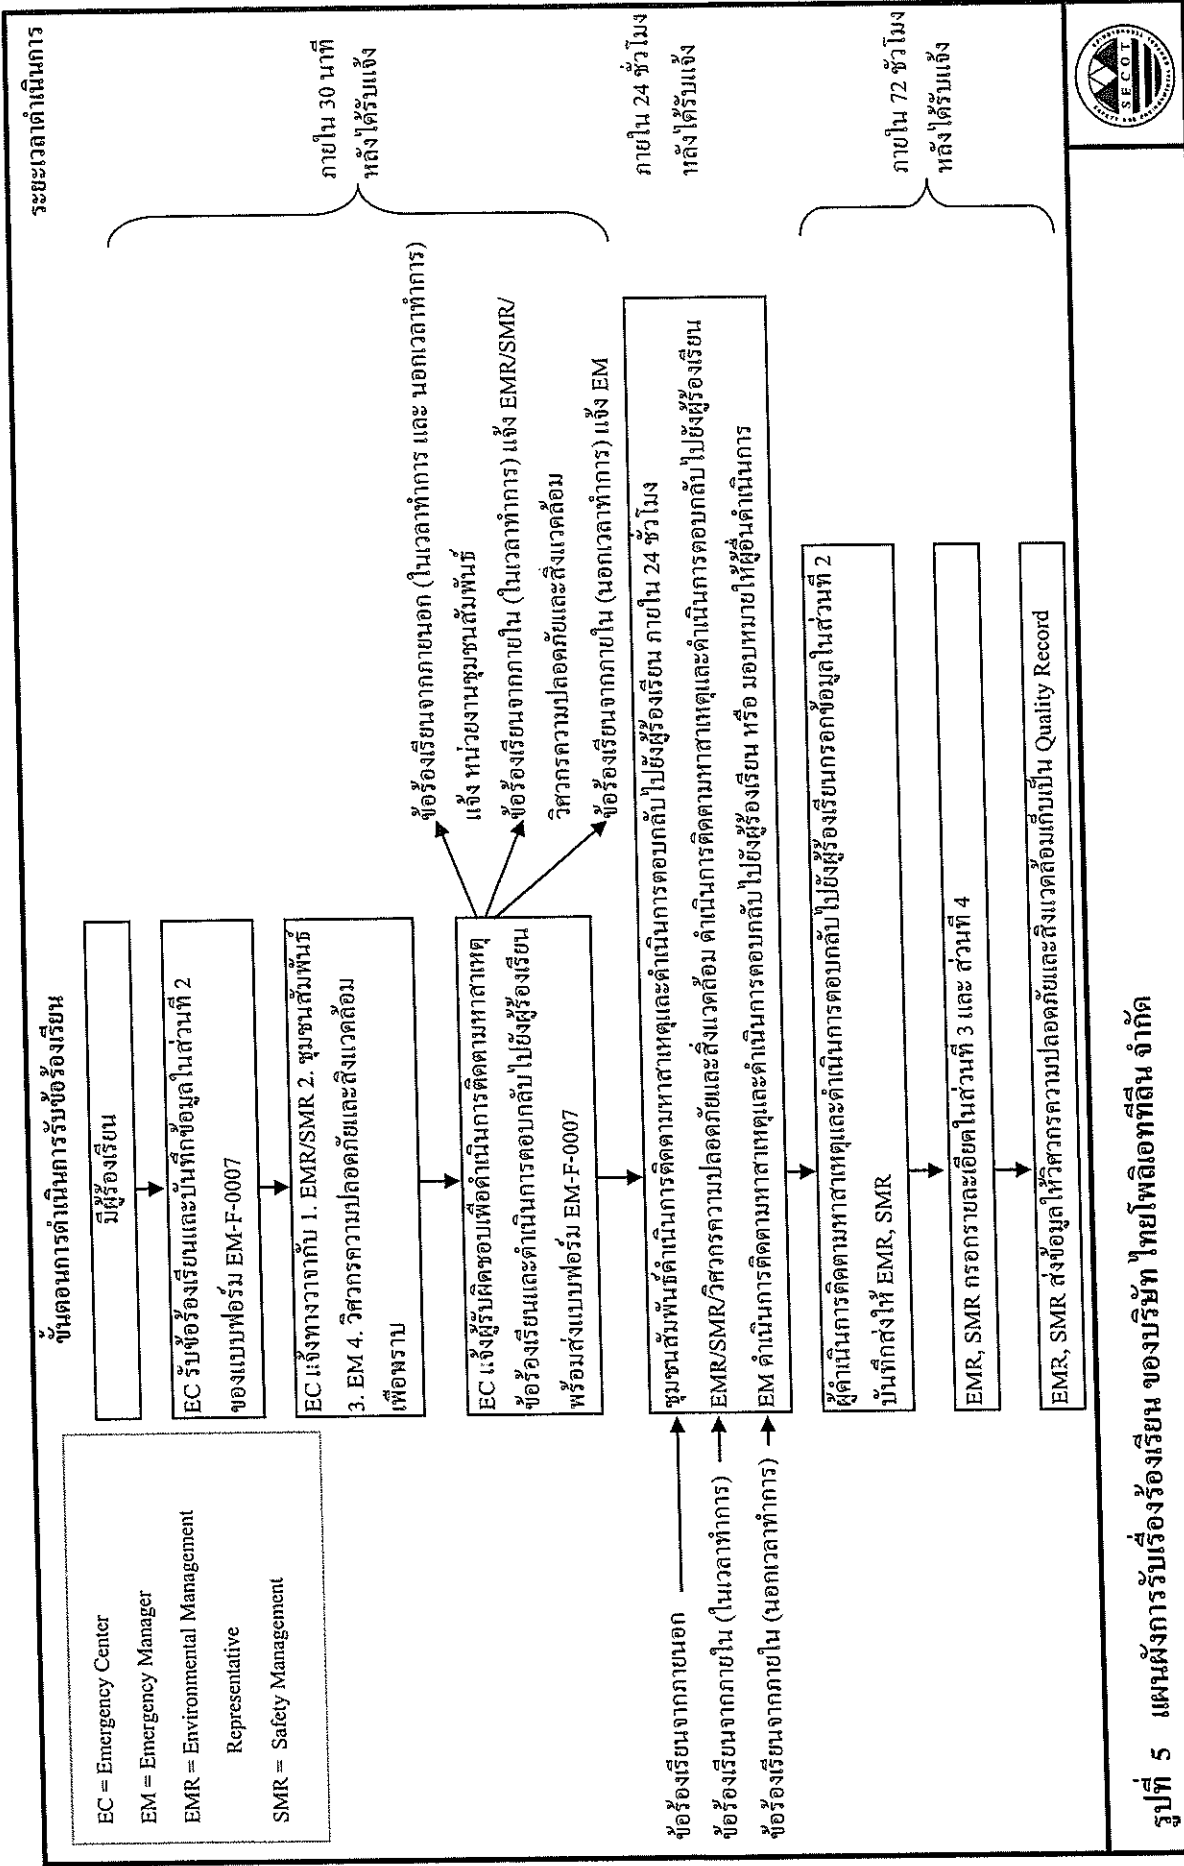 ขั้นตอนการดำเนินการรับข้อร้องเรียน
ระยะเวลาดำเนินการ
EC = Emergency Center
EM = Emergency Manager
EMR = Environmental Management
Representative
SMR = Safety Management
มีผู้ร้องเรียน
EC รับข้อร้องเรียนและบันทึกข้อมูลในส่วนที่ 2
ของแบบฟอร์ม EM-F-0007
EC แจ้งทางวาจากับ 1. EMR/SMR 2. ชุมชนสัมพันธ์
3. EM 4. วิศวกรความปลอดภัยและสิ่งแวดล้อม
เพื่อทราบ
EC แจ้งผู้รับผิดชอบเพื่อดำเนินการติดตามหาสาเหตุ
ข้อร้องเรียนและดำเนินการตอบกลับไปยังผู้ร้องเรียน
พร้อมส่งแบบฟอร์ม EM-F-0007
ข้อร้องเรียนจากภายนอก (ในเวลาทำการ และ นอกเวลาทำการ)
แจ้ง หน่วยงานชุมชนสัมพันธ์
ข้อร้องเรียนจากภายใน (ในเวลาทำการ) แจ้ง EMR/SMR/
วิศวกรความปลอดภัยและสิ่งแวดล้อม
ข้อร้องเรียนจากภายใน (นอกเวลาทำการ) แจ้ง EM
ภายใน 30 นาที
หลังได้รับแจ้ง
ข้อร้องเรียนจากภายนอก
ข้อร้องเรียนจากภายใน (ในเวลาทำการ)
ข้อร้องเรียนจากภายใน (นอกเวลาทำการ)
ชุมชนสัมพันธ์ดำเนินการติดตามหาสาเหตุและดำเนินการตอบกลับไปยังผู้ร้องเรียน ภายใน 24 ชั่วโมง
EMR/SMR/วิศวกรความปลอดภัยและสิ่งแวดล้อม ดำเนินการติดตามหาสาเหตุและดำเนินการตอบกลับไปยังผู้ร้องเรียน
EM ดำเนินการติดตามหาสาเหตุและดำเนินการตอบกลับไปยังผู้ร้องเรียน หรือ มอบหมายให้ผู้อื่นดำเนินการ
ภายใน 24 ชั่วโมง
หลังได้รับแจ้ง
ผู้ดำเนินการติดตามหาสาเหตุและดำเนินการตอบกลับไปยังผู้ร้องเรียนกรอกข้อมูลในส่วนที่ 2
บันทึกส่งให้ EMR, SMR
EMR, SMR กรอกรายละเอียดในส่วนที่ 3 และ ส่วนที่ 4
EMR, SMR ส่งข้อมูลให้วิศวกรความปลอดภัยและสิ่งแวดล้อมเก็บเป็น Quality Record
ภายใน 72 ชั่วโมง
หลังได้รับแจ้ง
รูปที่ 5 แผนผังการรับเรื่องร้องเรียน ของบริษัท ไทยโพลิเอททีลีน จำกัด
SECOT